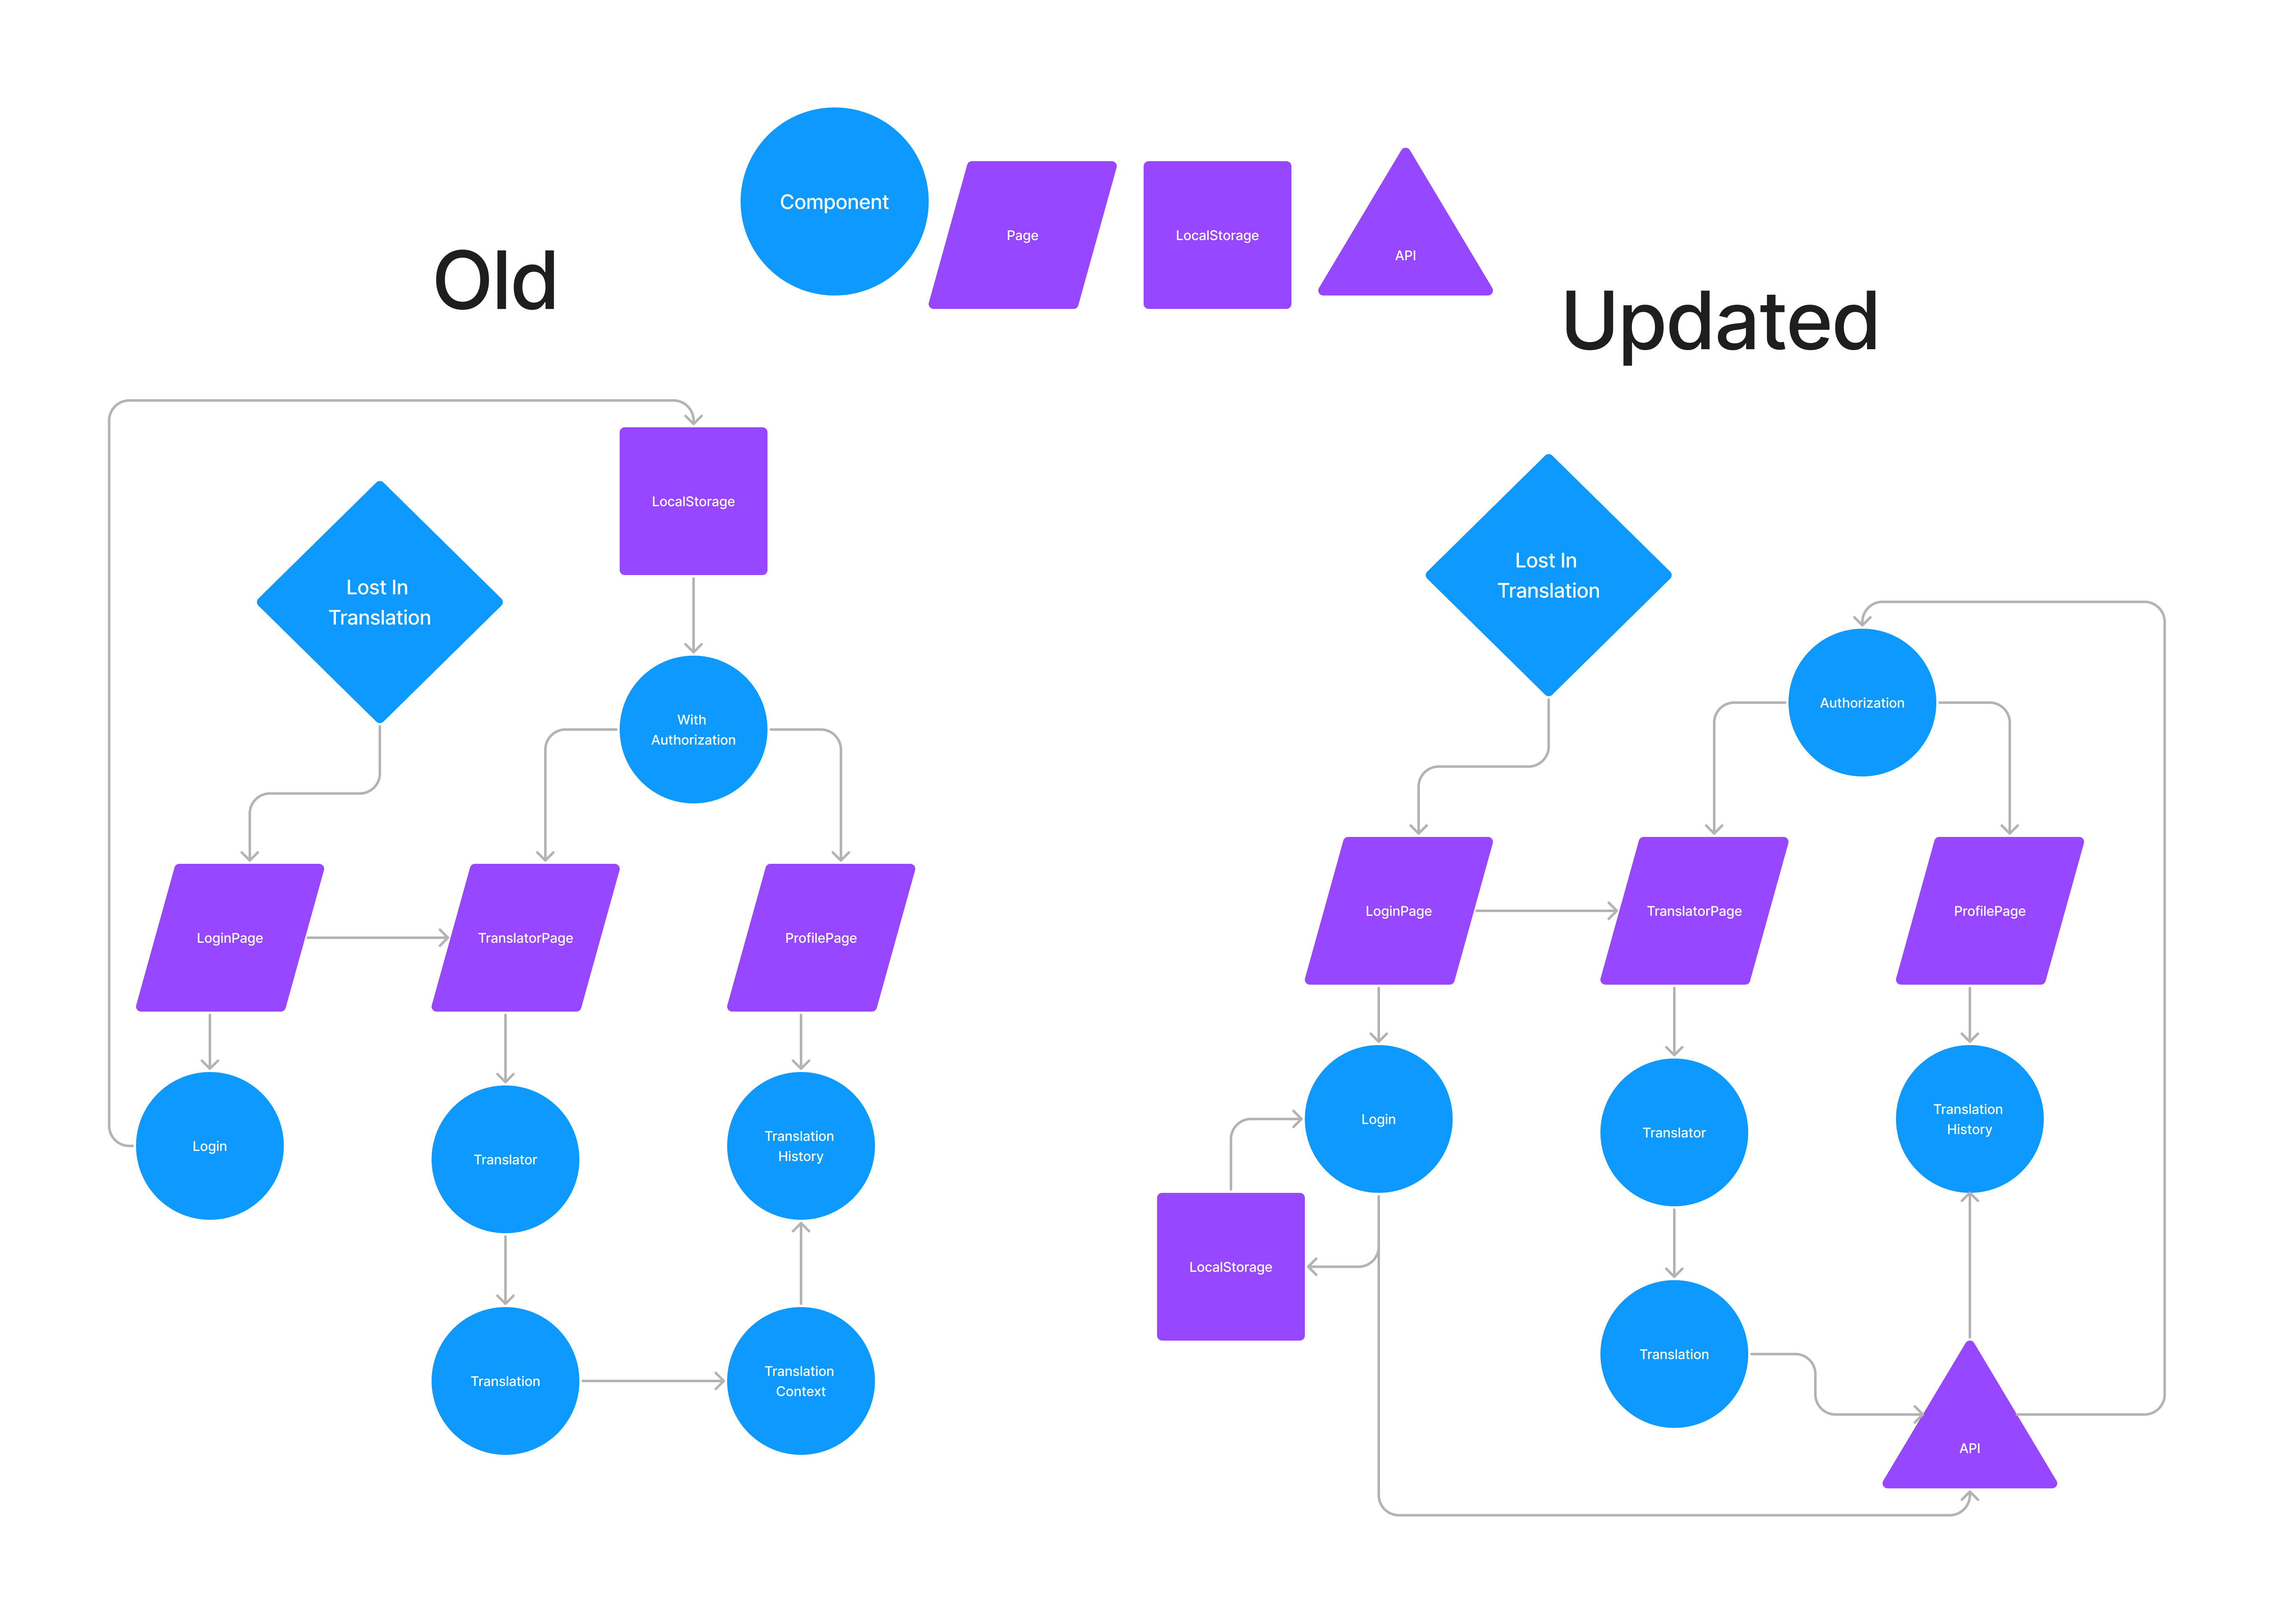 Component
Page
LocalStorage
API
Old
Updated
LocalStorage
Lost In
Translation
With
Authorization
LoginPage
TranslatorPage
ProfilePage
Login
Translator
Translation
History
Translation
Translation
Context
Lost In
Translation
Authorization
LoginPage
TranslatorPage
ProfilePage
Login
Translator
Translation
History
LocalStorage
Translation
API